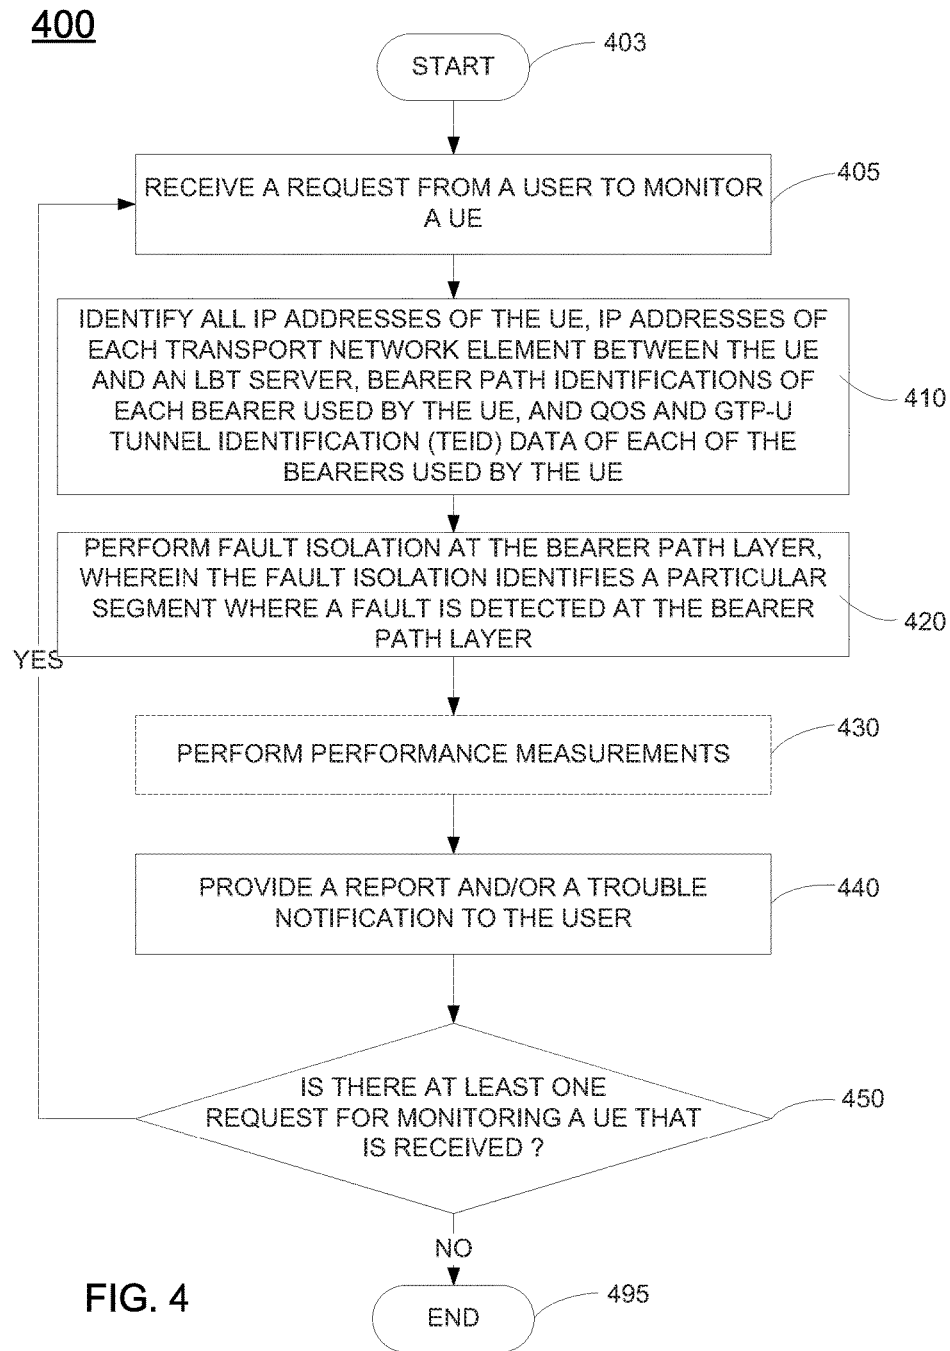 400
START
403
RECEIVE A REQUEST FROM A USER TO MONITOR
A UE
405
IDENTIFY ALL IP ADDRESSES OF THE UE, IP ADDRESSES OF
EACH TRANSPORT NETWORK ELEMENT BETWEEN THE UE
AND AN LBT SERVER, BEARER PATH IDENTIFICATIONS OF
EACH BEARER USED BY THE UE, AND QOS AND GTP-U
TUNNEL IDENTIFICATION (TEID) DATA OF EACH OF THE
BEARERS USED BY THE UE
410
PERFORM FAULT ISOLATION AT THE BEARER PATH LAYER,
WHEREIN THE FAULT ISOLATION IDENTIFIES A PARTICULAR
SEGMENT WHERE A FAULT IS DETECTED AT THE BEARER
PATH LAYER
420
YES
PERFORM PERFORMANCE MEASUREMENTS
430
PROVIDE A REPORT AND/OR A TROUBLE
NOTIFICATION TO THE USER
440
IS THERE AT LEAST ONE
REQUEST FOR MONITORING A UE THAT
IS RECEIVED ?
450
NO
END
495
FIG. 4